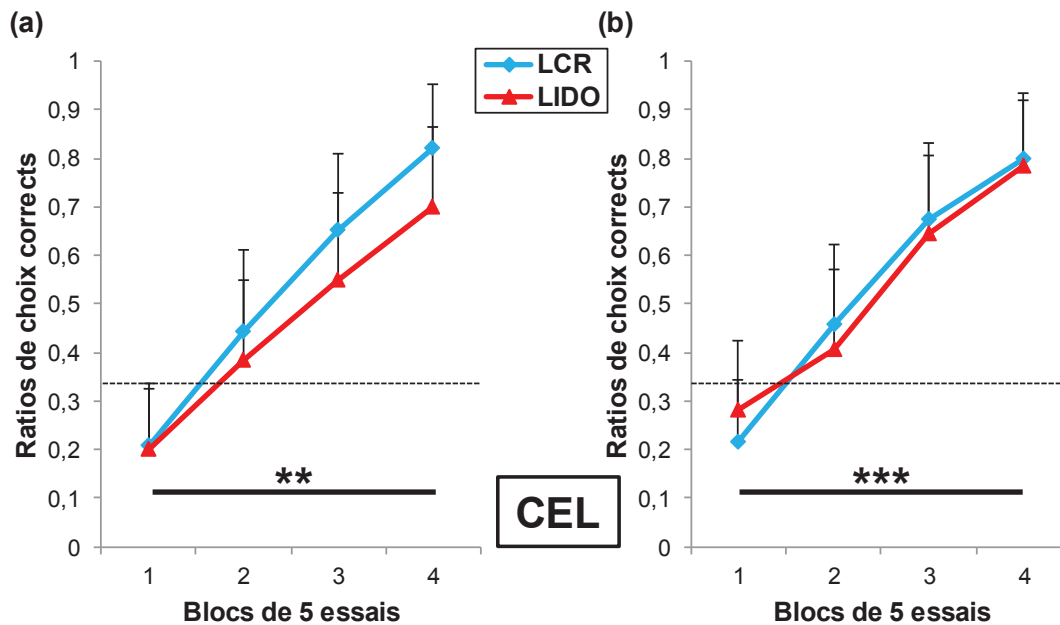 (a)
(b)
LCR
LIDO
Ratios de choix corrects
1
0,9
0,8
0,7
0,6
0,5
0,4
0,3
0,2
0,1
0
**
1 2 3 4
Blocs de 5 essais
CEL
Ratios de choix corrects
1
0,9
0,8
0,7
0,6
0,5
0,4
0,3
0,2
0,1
0
***
1 2 3 4
Blocs de 5 essais